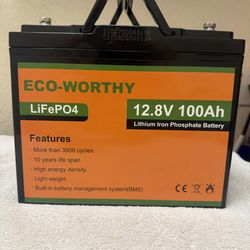 ECO-WORTHY
LiFePO4
12.8V 100Ah
Lithium Iron Phosphate Battery
Features
• More than 3000 cycles
• 10 years life span
• High energy density
• Light weight
• Built-in battery management system(BMS)